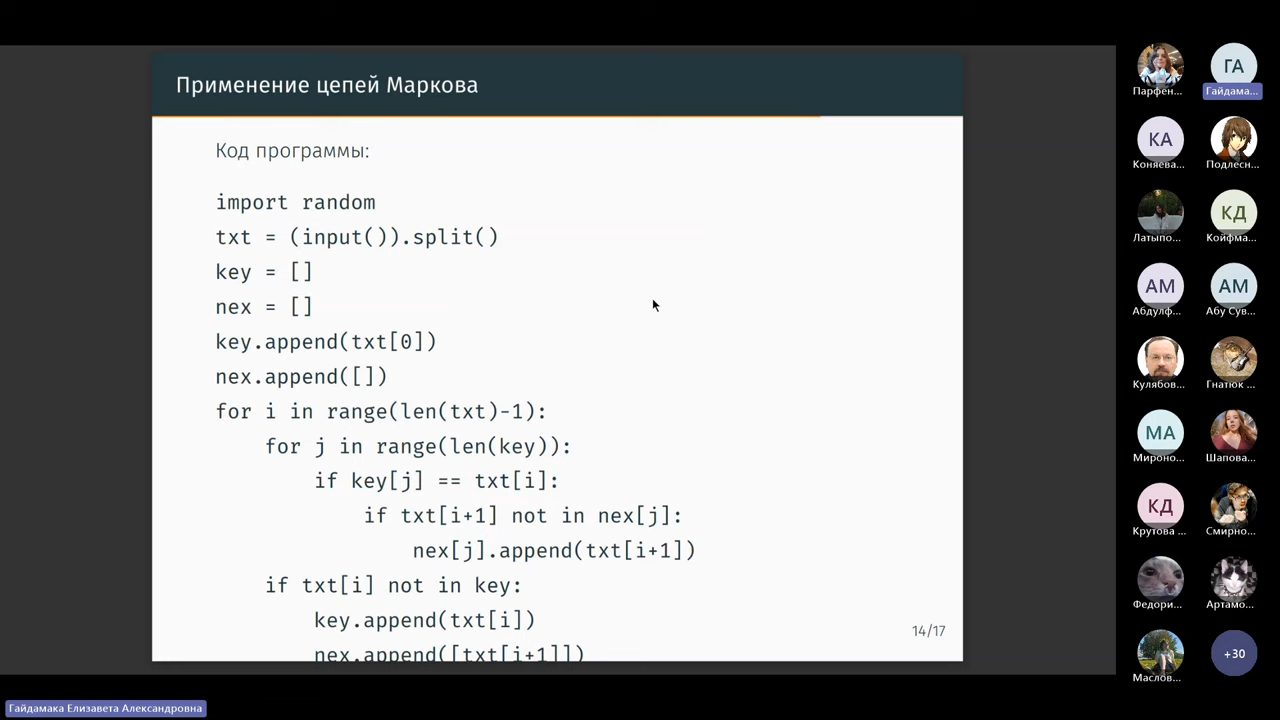 Применение цепей Маркова
Код программы:
import random
txt = (input()).split()
key = []
nex = []
key.append(txt[0])
nex.append([])
for i in range(len(txt)-1):
    for j in range(len(key)):
        if key[j] == txt[i]:
            if txt[i+1] not in nex[j]:
                nex[j].append(txt[i+1])
    if txt[i] not in key:
        key.append(txt[i])
        nex.append([txt[i+1]])
14/17
Парфен...
ГА
Гайдама...
КА
Коняева...
Подлесн...
Латыпо...
КД
Койфма...
АМ
Абдулф...
АМ
Абу Сув...
Кулябов...
Гнатюк ...
МА
Мироно...
Шапова...
КД
Крутова ...
Смирно...
Федори...
Артамо...
Маслов...
+30
Гайдамака Елизавета Александровна